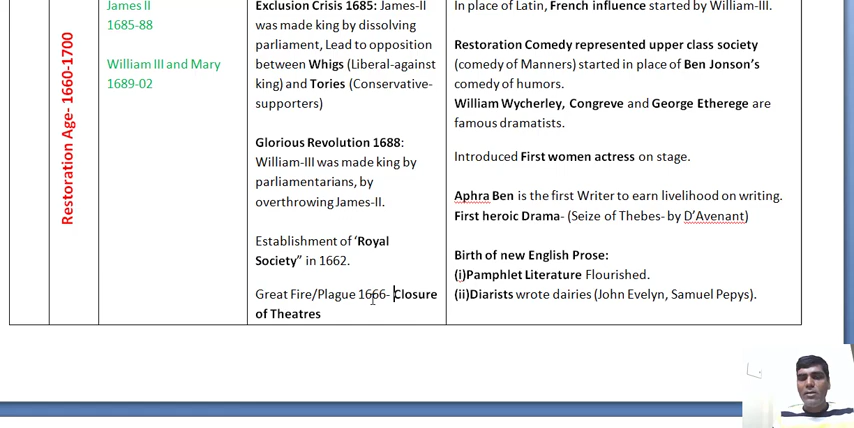 Restoration Age- 1660-1700
James II
1685-88
William III and Mary
1689-02
Exclusion Crisis 1685: James-II
was made king by dissolving
parliament, Lead to opposition
between Whigs (Liberal-against
king) and Tories (Conservative-
supporters)
Glorious Revolution 1688:
William-III was made king by
parliamentarians, by
overthrowing James-II.
Establishment of ‘Royal
Society” in 1662.
Great Fire/Plague 1666- Closure
of Theatres
In place of Latin, French influence started by William-III.
Restoration Comedy represented upper class society
(comedy of Manners) started in place of Ben Jonson’s
comedy of humors.
William Wycherley, Congreve and George Etherege are
famous dramatists.
Introduced First women actress on stage.
Aphra Ben is the first Writer to earn livelihood on writing.
First heroic Drama- (Seize of Thebes- by D’Avenant)
Birth of new English Prose:
(i)Pamphlet Literature Flourished.
(ii)Diarists wrote dairies (John Evelyn, Samuel Pepys).